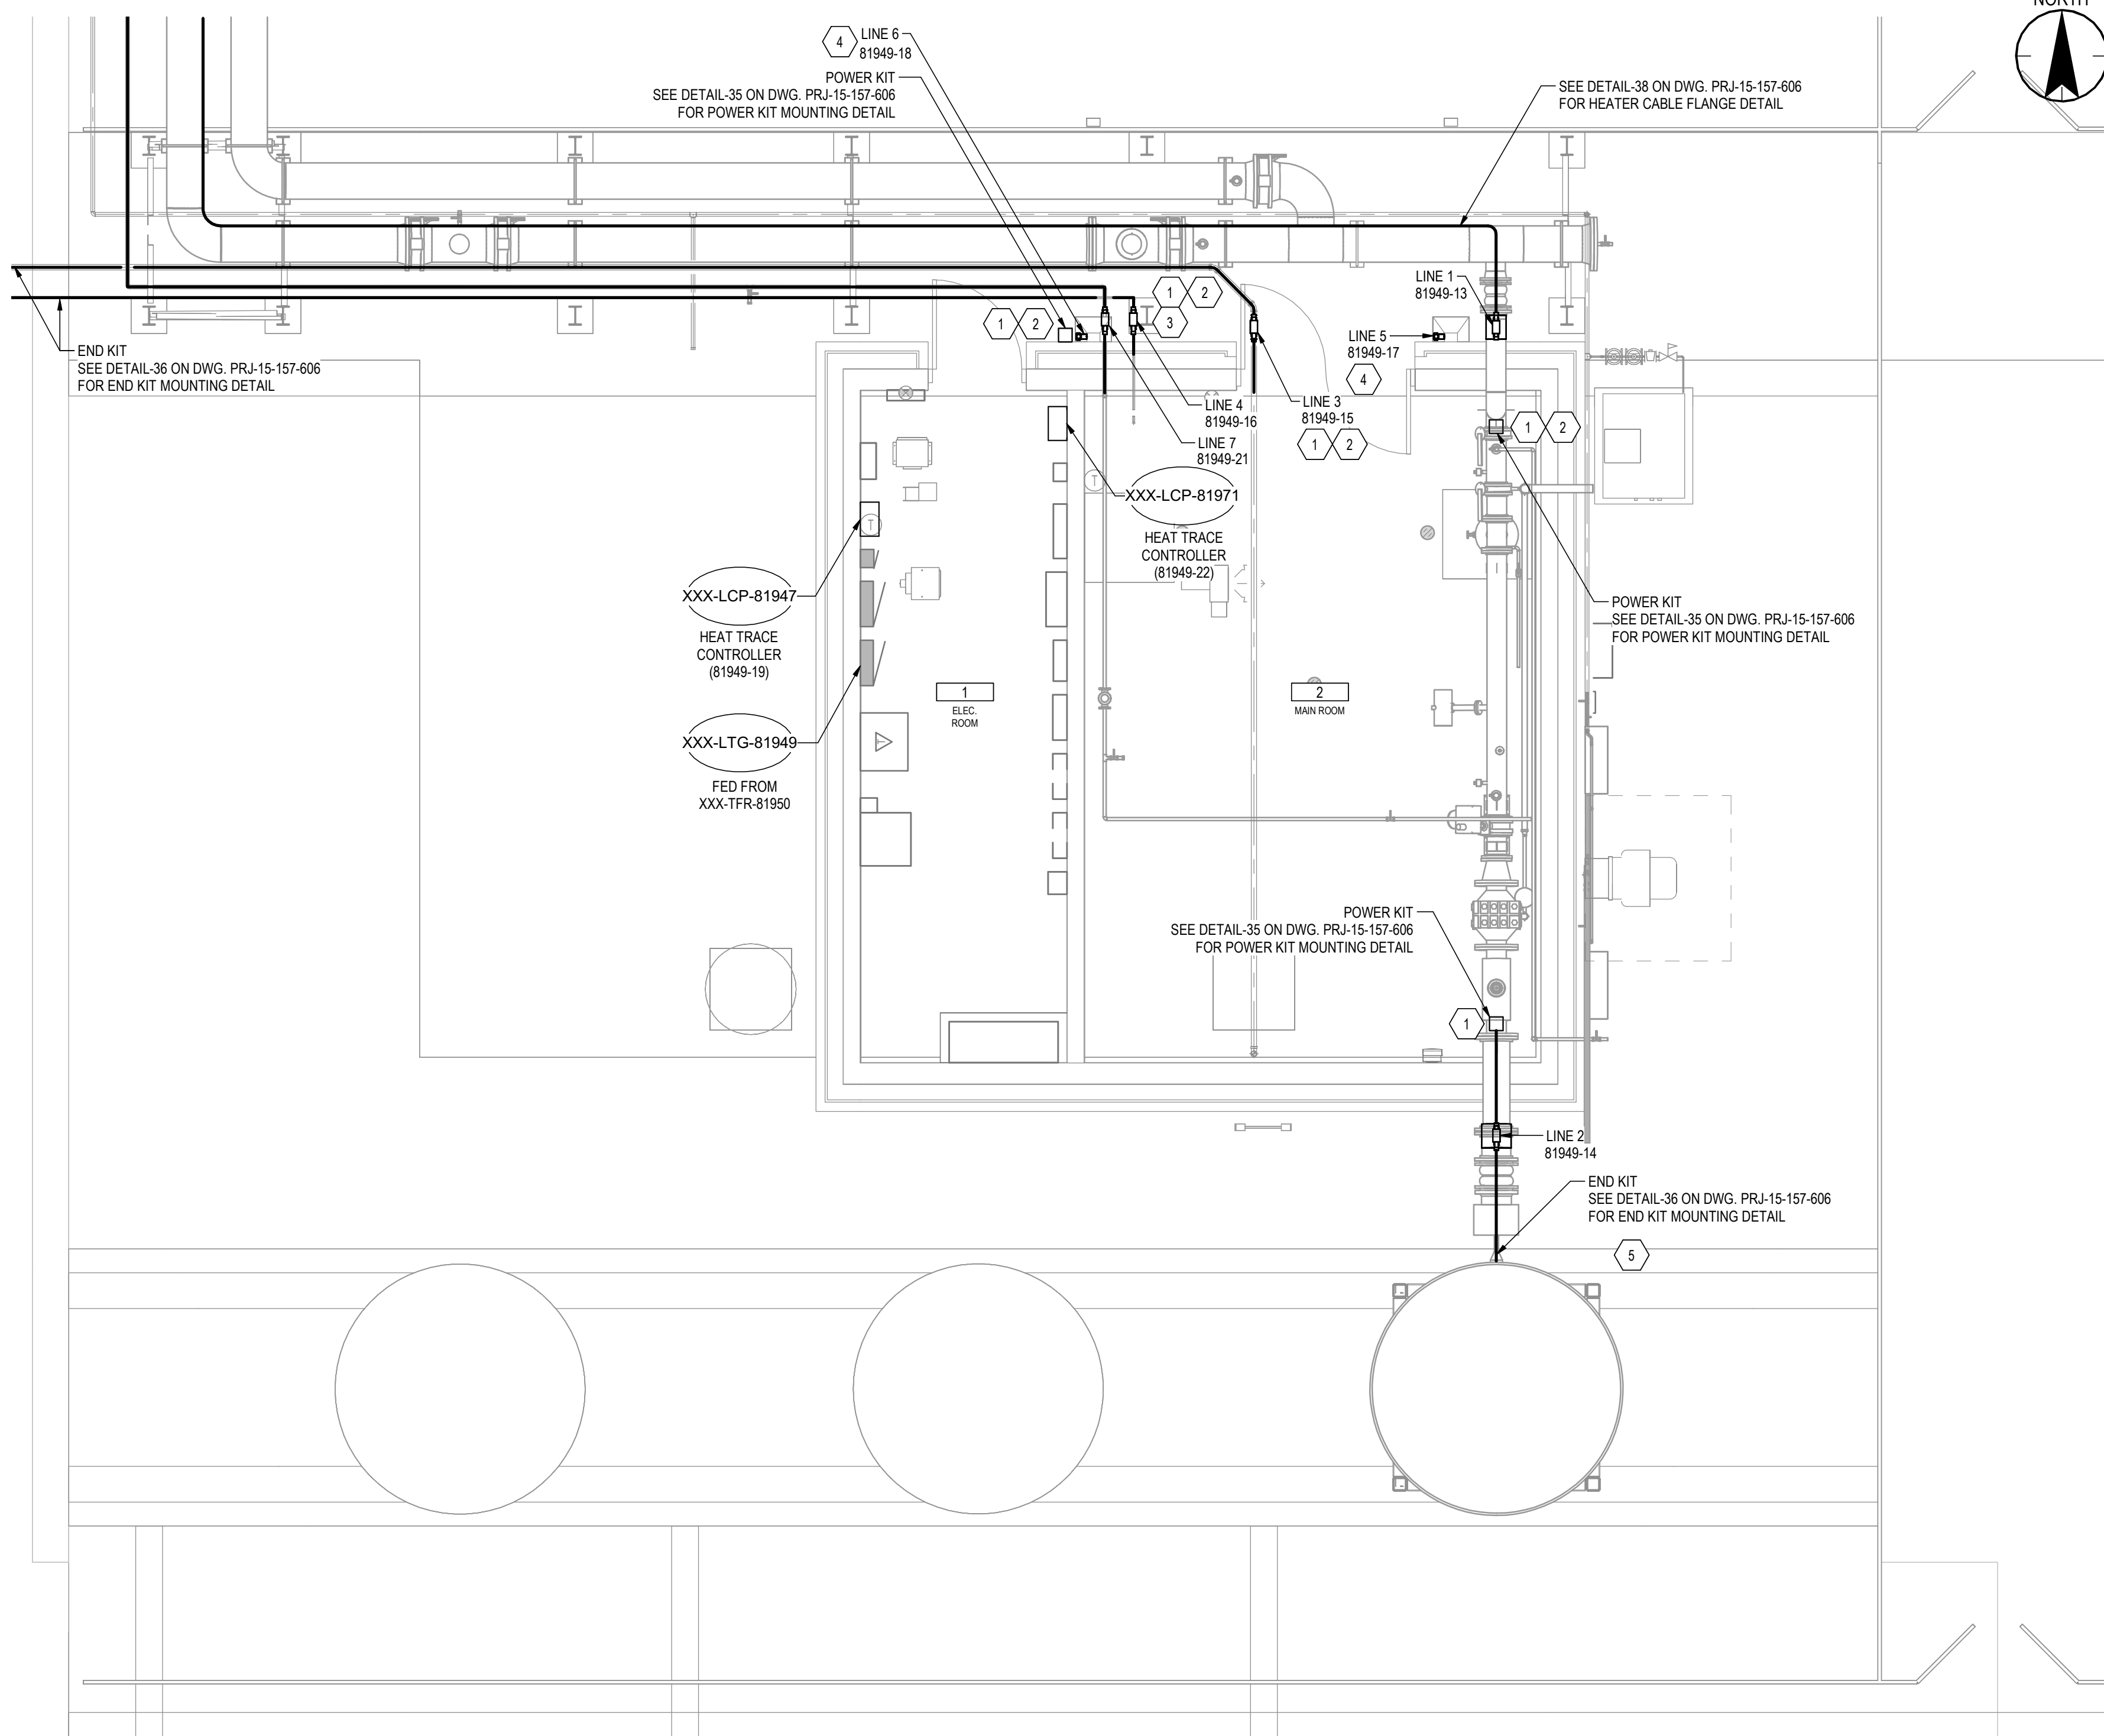 NORTH
4
LINE 6
81949-18
POWER KIT
SEE DETAIL-35 ON DWG. PRJ-15-157-606
FOR POWER KIT MOUNTING DETAIL
SEE DETAIL-38 ON DWG. PRJ-15-157-606
FOR HEATER CABLE FLANGE DETAIL
LINE 1
81949-13
1
2
3
1
2
LINE 5
81949-17
4
END KIT
SEE DETAIL-36 ON DWG. PRJ-15-157-606
FOR END KIT MOUNTING DETAIL
LINE 4
81949-16
LINE 3
81949-15
1
2
1
2
LINE 7
81949-21
XXX-LCP-81971
HEAT TRACE
CONTROLLER
(81949-22)
T
T
XXX-LCP-81947
HEAT TRACE
CONTROLLER
(81949-19)
POWER KIT
SEE DETAIL-35 ON DWG. PRJ-15-157-606
FOR POWER KIT MOUNTING DETAIL
1
ELEC.
ROOM
2
MAIN ROOM
XXX-LTG-81949
FED FROM
XXX-TFR-81950
T
POWER KIT
SEE DETAIL-35 ON DWG. PRJ-15-157-606
FOR POWER KIT MOUNTING DETAIL
1
LINE 2
81949-14
END KIT
SEE DETAIL-36 ON DWG. PRJ-15-157-606
FOR END KIT MOUNTING DETAIL
5